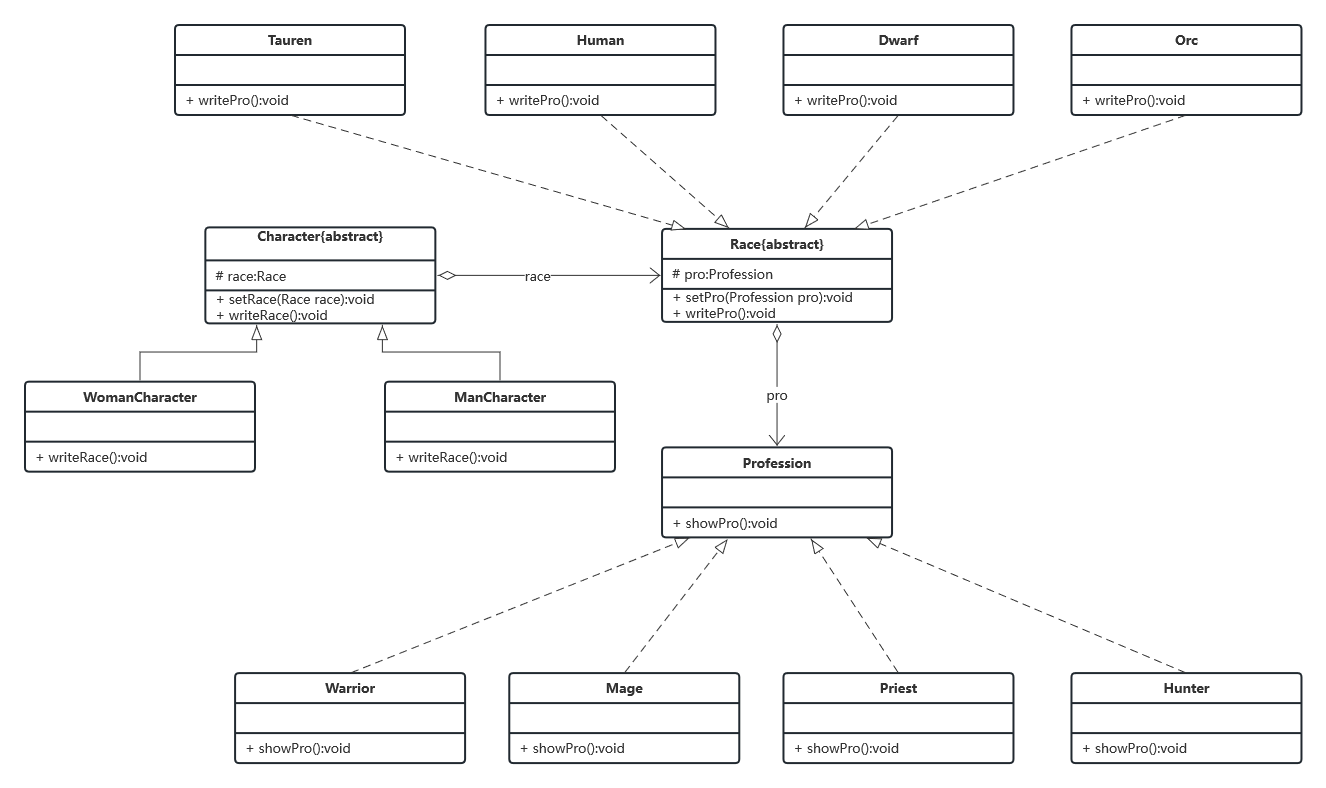 Tauren
+ writePro():void
Human
+ writePro():void
Dwarf
+ writePro():void
Orc
+ writePro():void
Character{abstract}
# race:Race
+ setRace(Race race):void
+ writeRace():void
race
Race{abstract}
# pro:Profession
+ setPro(Profession pro):void
+ writePro():void
WomanCharacter
+ writeRace():void
ManCharacter
+ writeRace():void
pro
Profession
+ showPro():void
Warrior
+ showPro():void
Mage
+ showPro():void
Priest
+ showPro():void
Hunter
+ showPro():void